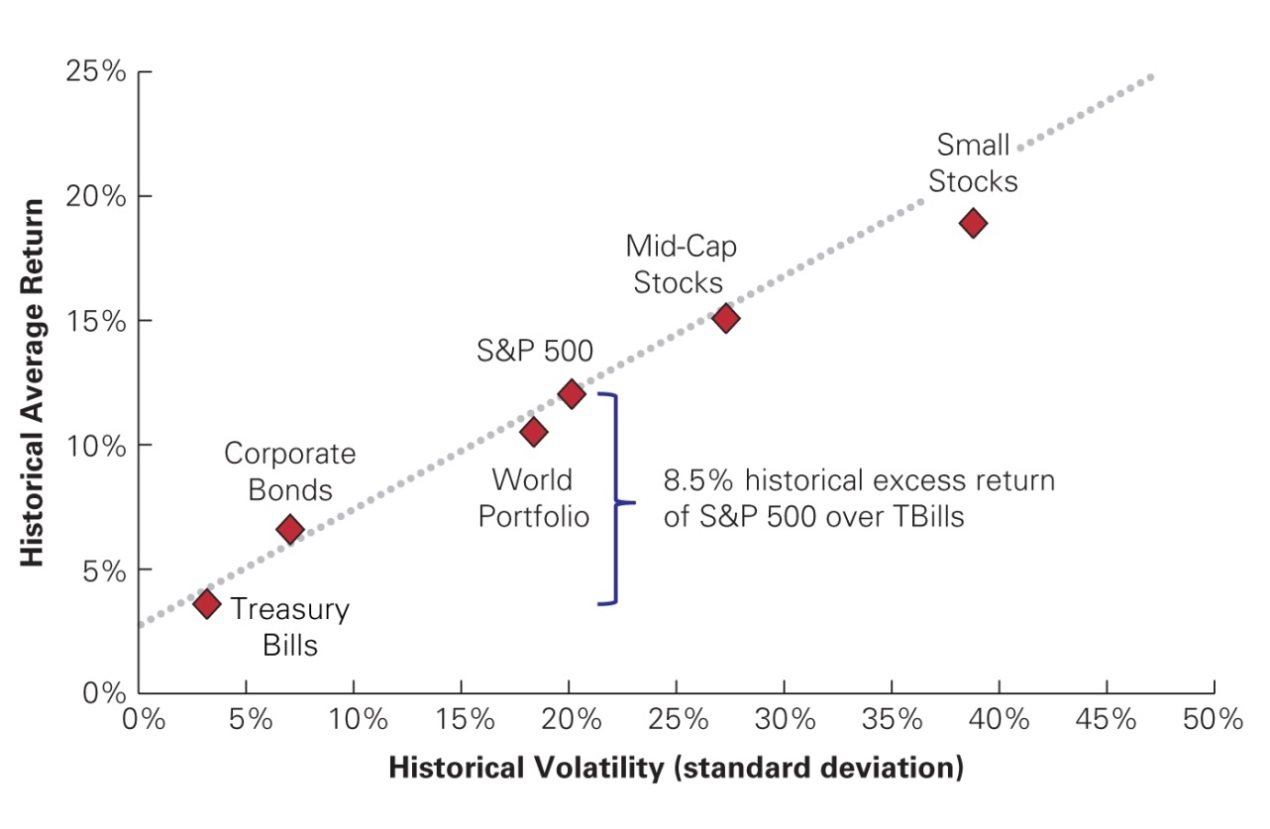 25%
Small
Stocks
20%
Mid-Cap
Stocks
15%
S&P 500
10%
Corporate
Bonds
World
Portfolio
8.5% historical excess return
of S&P 500 over TBills
5%
Treasury
Bills
0%
0% 5% 10% 15% 20% 25% 30% 35% 40% 45% 50%
Historical Average Return
Historical Volatility (standard deviation)